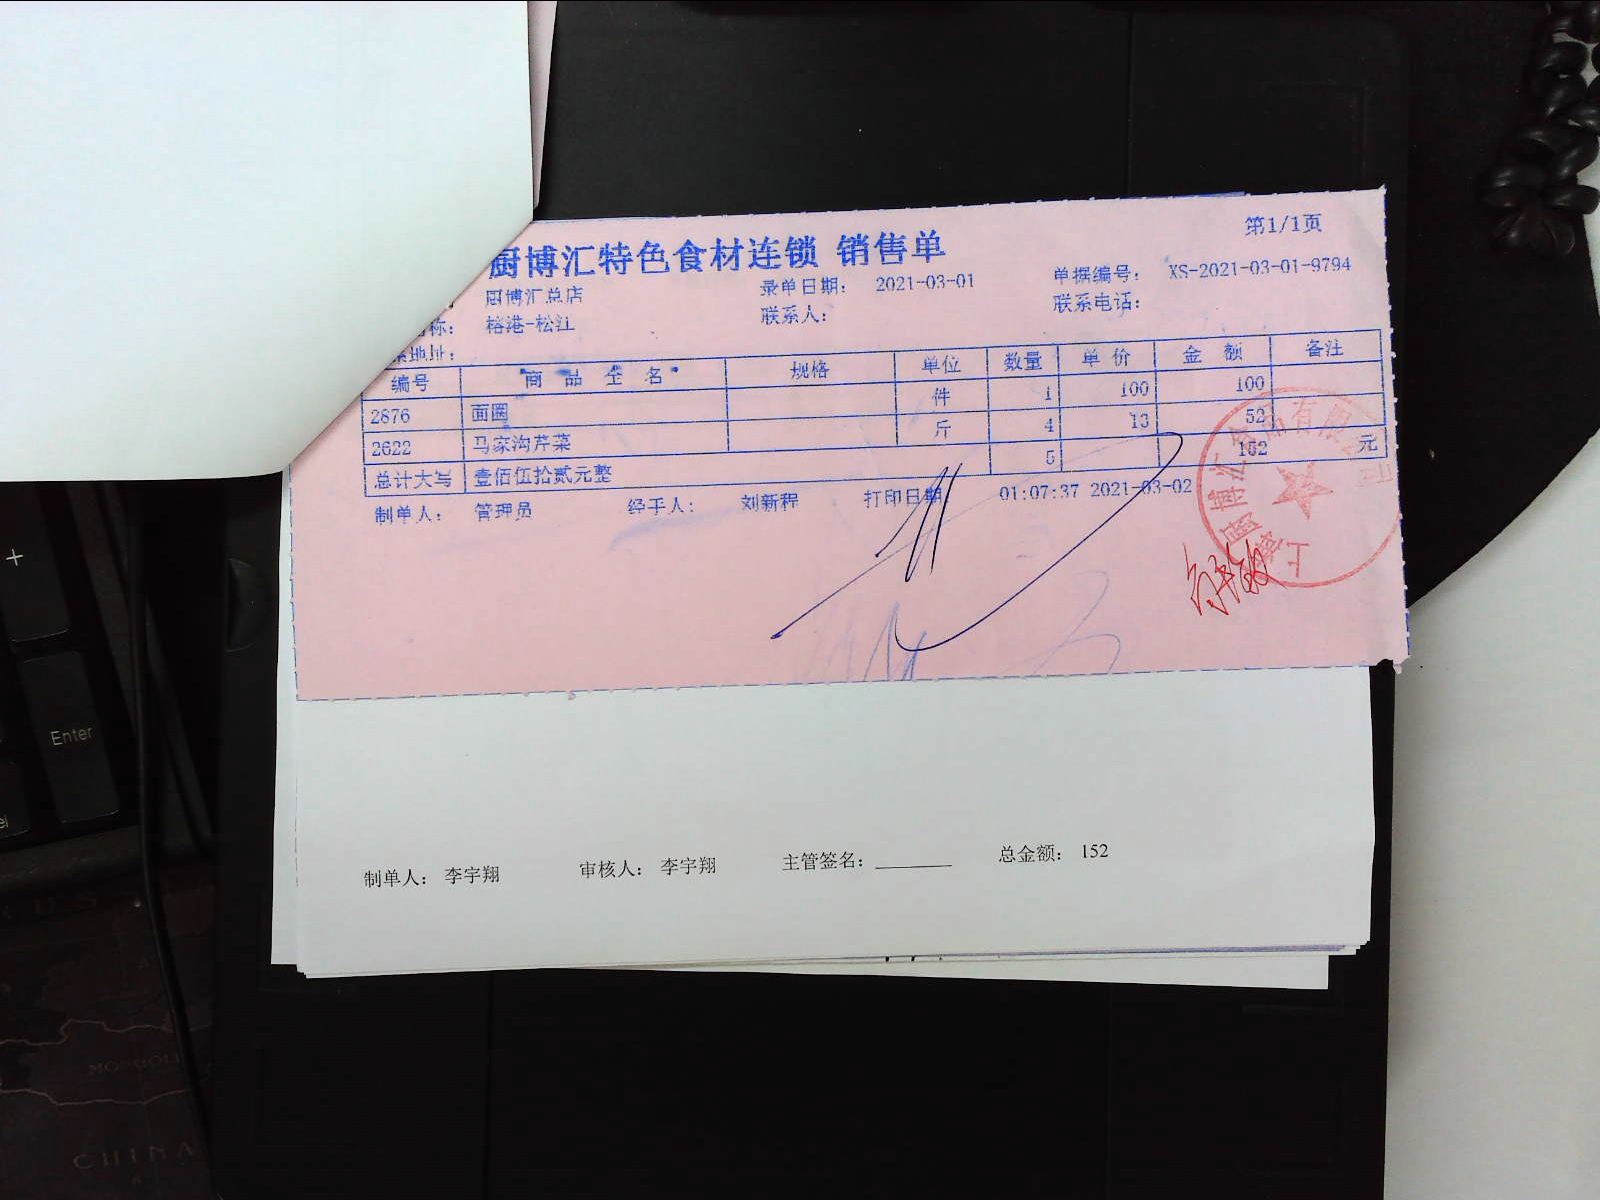 厨博汇特色食材连锁 销售单 第1/1页
厨博汇总店 录单日期： 2021-03-01 单据编号： XS-2021-03-01-9794
称： 榕港-松江 联系人： 联系电话：
地址：
编号 商 品 全 名 规格 单位 数量 单 价 金 额 备注
2876 面圈 件 1 100 100
2622 马家沟芹菜 斤 4 13 52
总计大写 壹佰伍拾贰元整 5 152 元
制单人： 管理员 经手人： 刘新程 打印日期 01:07:37 2021-03-02
制单人： 李宇翔 审核人： 李宇翔 主管签名：________ 总金额： 152
+
Enter
CHINA